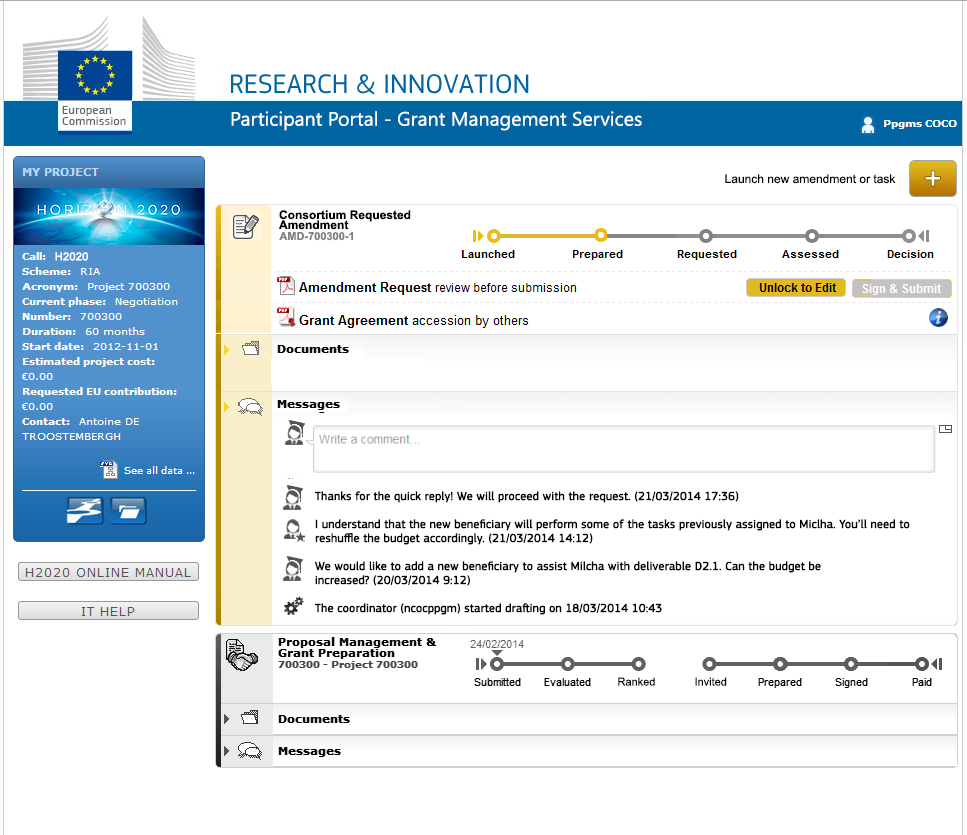 RESEARCH & INNOVATION
European
Commission
Participant Portal - Grant Management Services
Ppgms COCO
MY PROJECT
HORIZON 2020
Call: H2020
Scheme: RIA
Acronym: Project 700300
Current phase: Negotiation
Number: 700300
Duration: 60 months
Start date: 2012-11-01
Estimated project cost:
€0.00
Requested EU contribution:
€0.00
Contact: Antoine DE
TROOSTEMBERGH
See all data ...
H2020 ONLINE MANUAL
IT HELP
Launch new amendment or task
+
Consortium Requested
Amendment
AMD-700300-1
Launched Prepared Requested Assessed Decision
Amendment Request review before submission
Unlock to Edit Sign & Submit
Grant Agreement accession by others
Documents
Messages
Write a comment...
Thanks for the quick reply! We will proceed with the request. (21/03/2014 17:36)
I understand that the new beneficiary will perform some of the tasks previously assigned to Miclha. You'll need to
reshuffle the budget accordingly. (21/03/2014 14:12)
We would like to add a new beneficiary to assist Milcha with deliverable D2.1. Can the budget be
increased? (20/03/2014 9:12)
The coordinator (ncocppgm) started drafting on 18/03/2014 10:43
Proposal Management &
Grant Preparation
700300 - Project 700300
24/02/2014
Submitted Evaluated Ranked Invited Prepared Signed Paid
Documents
Messages